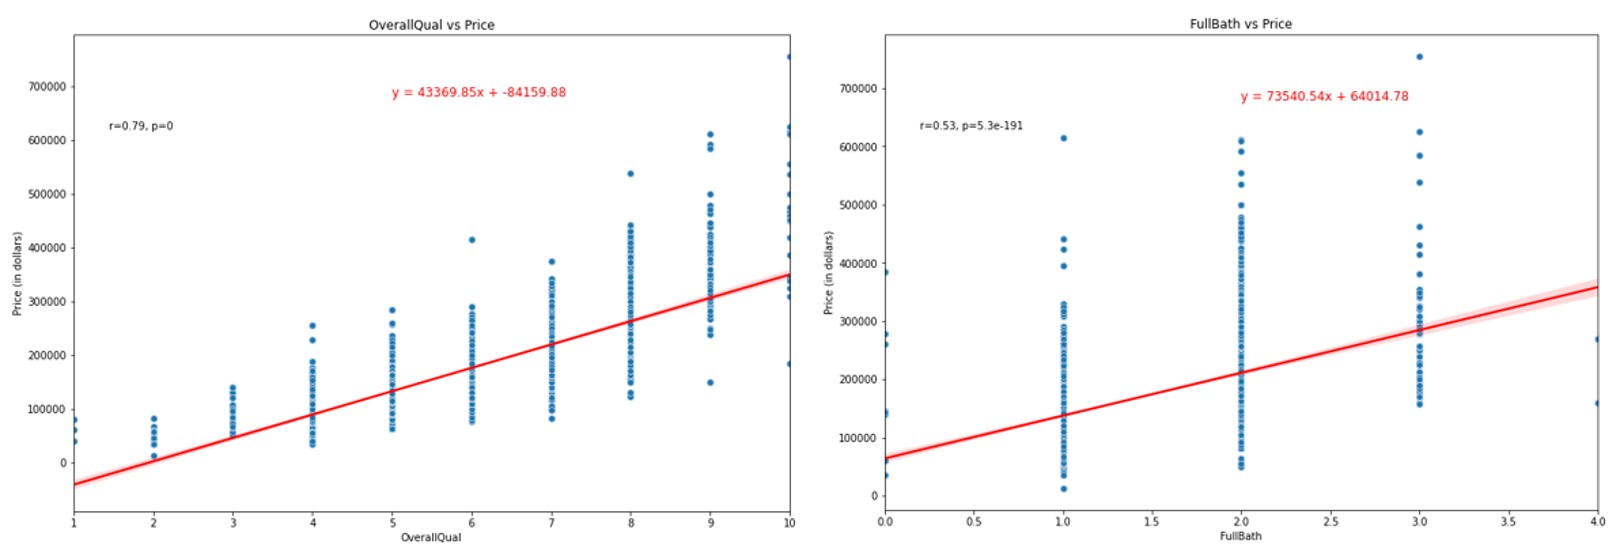 OverallQual vs Price
y = 43369.85x + -84159.88
r=0.79, p=0
Price (in dollars)
700000
600000
500000
400000
300000
200000
100000
0
1 2 3 4 5 6 7 8 9 10
OverallQual
FullBath vs Price
y = 73540.54x + 64014.78
r=0.53, p=5.3e-191
Price (in dollars)
700000
600000
500000
400000
300000
200000
100000
0
0.0 0.5 1.0 1.5 2.0 2.5 3.0 3.5 4.0
FullBath